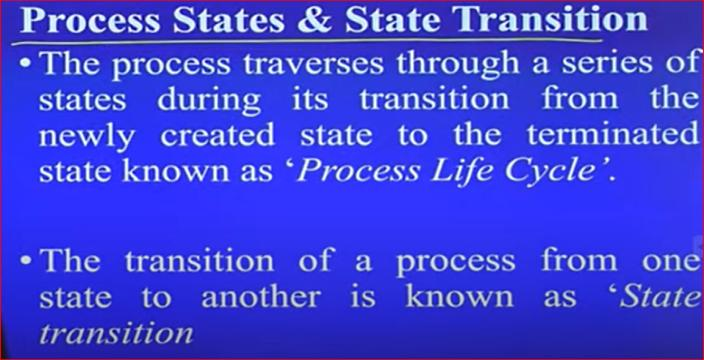 Process States & State Transition
• The process traverses through a series of
states during its transition from the
newly created state to the terminated
state known as ‘Process Life Cycle’.
• The transition of a process from one
state to another is known as ‘State
transition